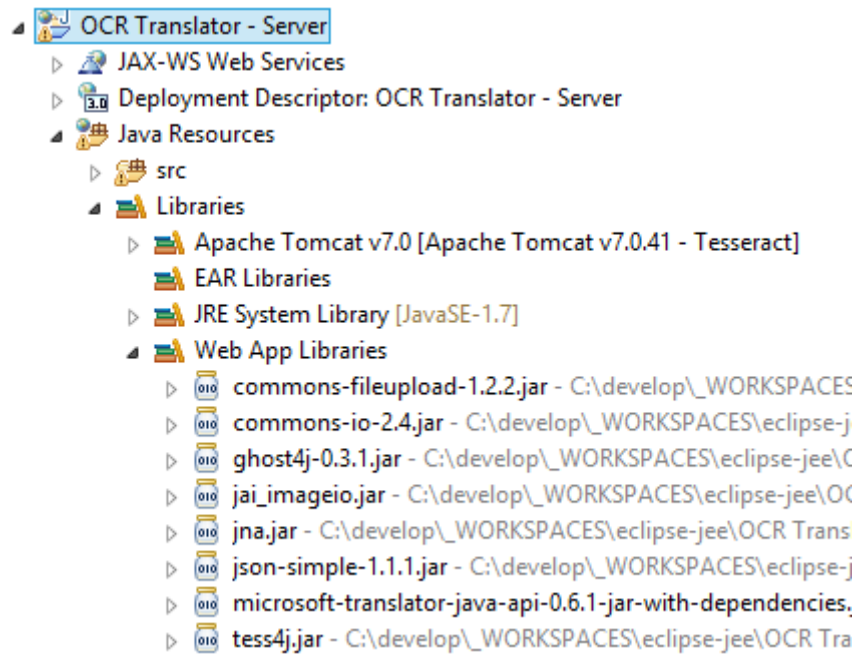 OCR Translator - Server
JAX-WS Web Services
3.0 Deployment Descriptor: OCR Translator - Server
Java Resources
src
Libraries
Apache Tomcat v7.0 [Apache Tomcat v7.0.41 - Tesseract]
EAR Libraries
JRE System Library [JavaSE-1.7]
Web App Libraries
010 commons-fileupload-1.2.2.jar - C:\develop\_WORKSPACES
010 commons-io-2.4.jar - C:\develop\_WORKSPACES\eclipse-j
010 ghost4j-0.3.1.jar - C:\develop\_WORKSPACES\eclipse-jee\O
010 jai_imageio.jar - C:\develop\_WORKSPACES\eclipse-jee\OC
010 jna.jar - C:\develop\_WORKSPACES\eclipse-jee\OCR Trans
010 json-simple-1.1.1.jar - C:\develop\_WORKSPACES\eclipse-j
010 microsoft-translator-java-api-0.6.1-jar-with-dependencies.j
010 tess4j.jar - C:\develop\_WORKSPACES\eclipse-jee\OCR Tra